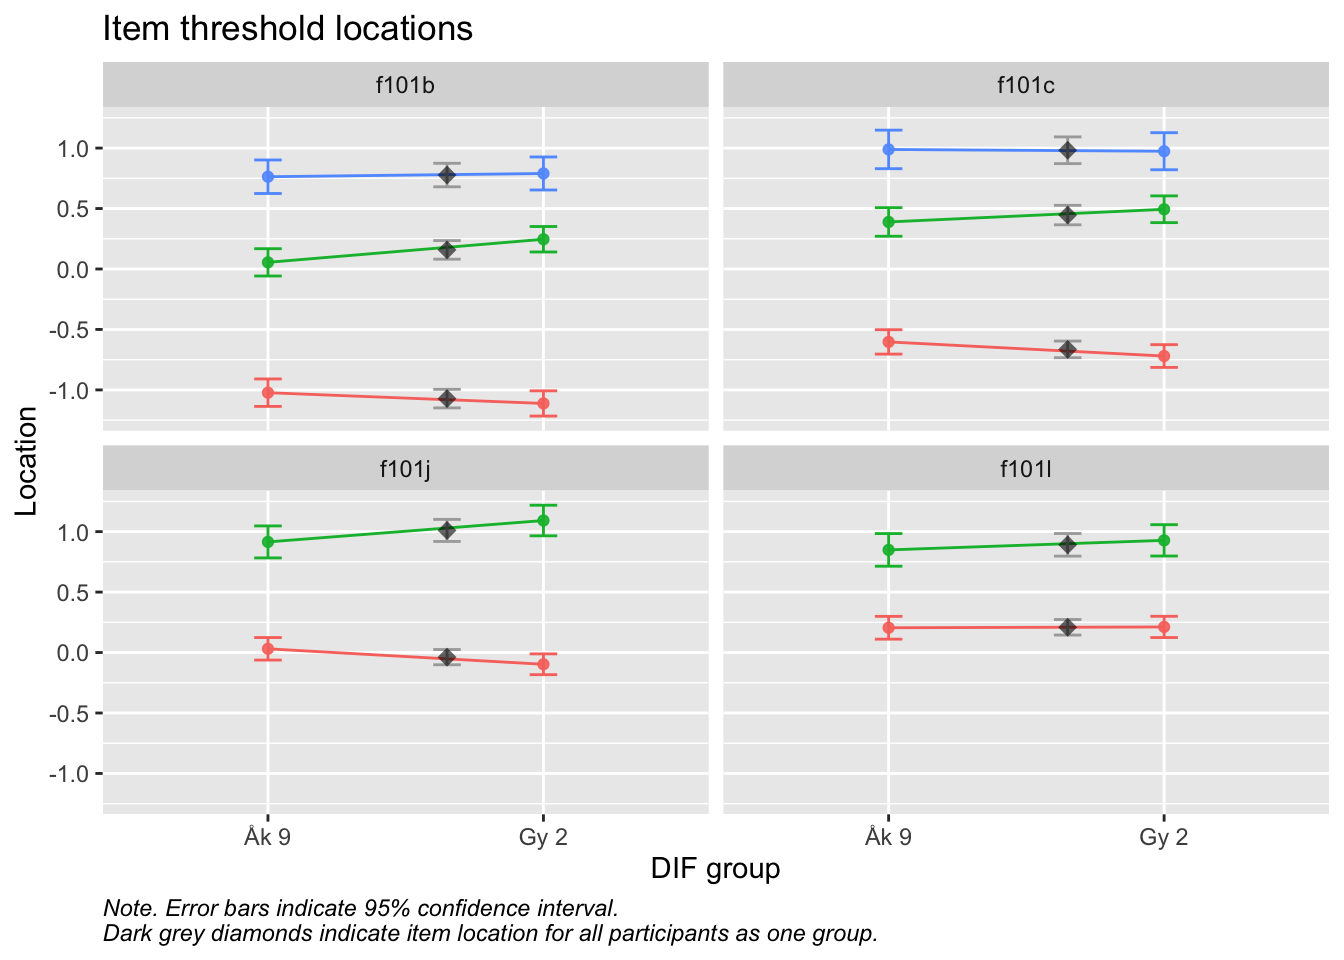 Item threshold locations
f101b
f101c
1.0
0.5
0.0
-0.5
-1.0
f101j
f101l
1.0
0.5
0.0
-0.5
-1.0
Location
Åk 9
Gy 2
Åk 9
Gy 2
DIF group
Note. Error bars indicate 95% confidence interval.
Dark grey diamonds indicate item location for all participants as one group.